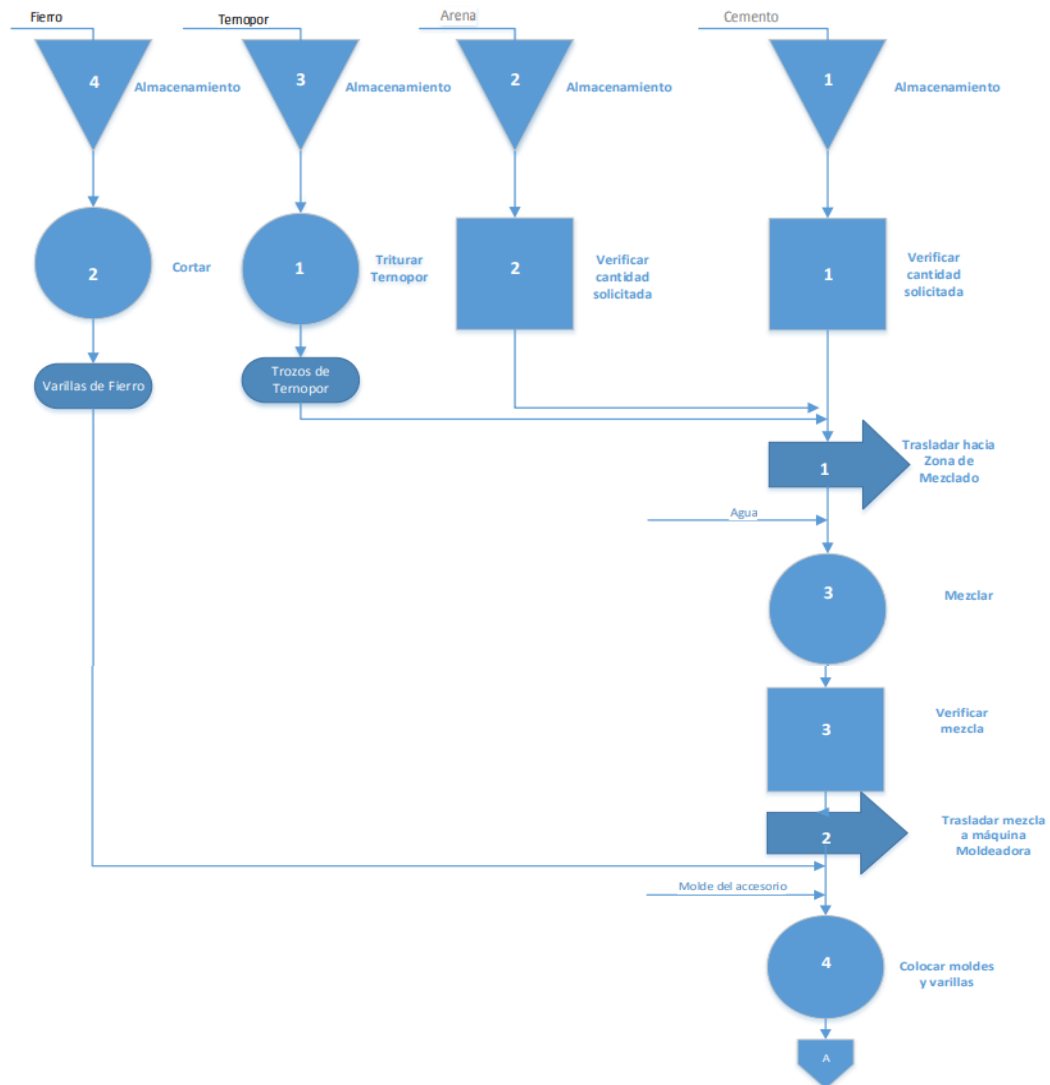 Fierro
Ternopor
Arena
Cemento
4
Almacenamiento
3
Almacenamiento
2
Almacenamiento
1
Almacenamiento
2
Cortar
1
Triturar
Ternopor
2
Verificar
cantidad
solicitada
1
Verificar
cantidad
solicitada
Varillas de Fierro
Trozos de
Ternopor
1
Trasladar hacia
Zona de
Mezclado
Agua
3
Mezclar
3
Verificar
mezcla
2
Trasladar mezcla
a máquina
Moldeadora
Molde del accesorio
4
Colocar moldes
y varillas
A